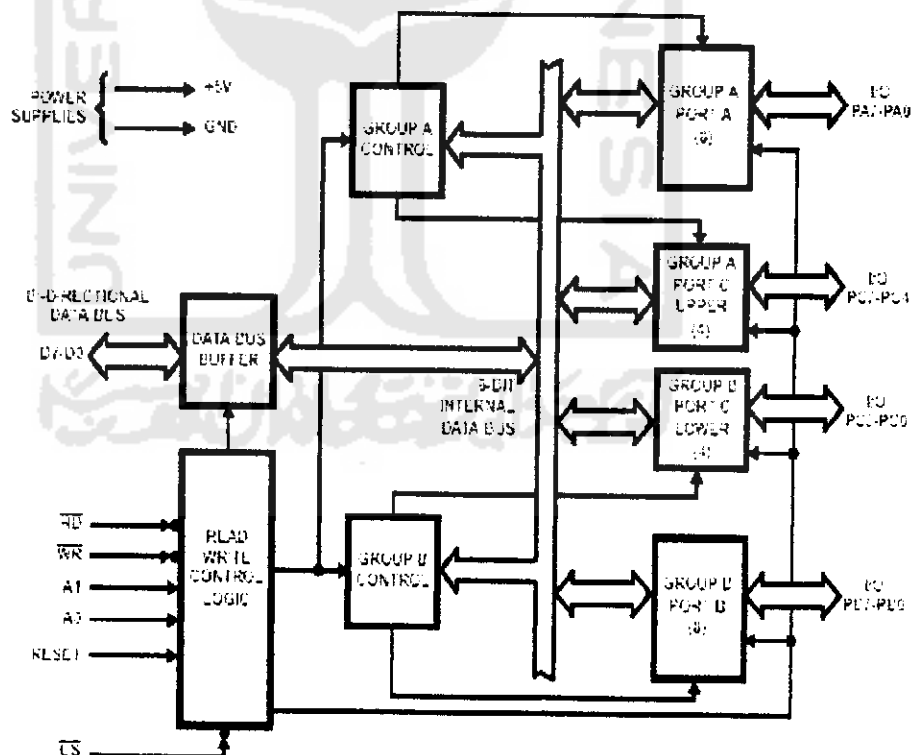 UNIVER
NESIA
POWER
SUPPLIES
+5V
GND
GROUP A
CONTROL
GROUP A
PORT A
(8)
I/O
PA7-PA0
GROUP A
PORT C
UPPER
(4)
I/O
PC7-PC4
BI-DIRECTIONAL
DATA BUS
D7-D0
DATA BUS
BUFFER
8-BIT
INTERNAL
DATA BUS
GROUP B
PORT C
LOWER
(4)
I/O
PC3-PC0
RD
WR
A1
A0
RESET
CS
READ
WRITE
CONTROL
LOGIC
GROUP B
CONTROL
GROUP B
PORT B
(8)
I/O
PB7-PB0